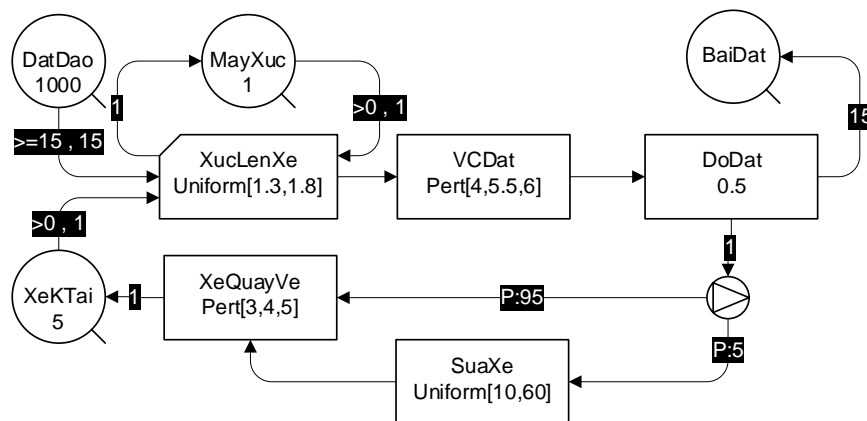 DatDao
1000
MayXuc
1
BaiDat
1
>0 , 1
15
>=15 , 15
XucLenXe
Uniform[1.3,1.8]
VCDat
Pert[4,5.5,6]
DoDat
0.5
>0 , 1
1
XeKTai
5
1
XeQuayVe
Pert[3,4,5]
P:95
P:5
SuaXe
Uniform[10,60]